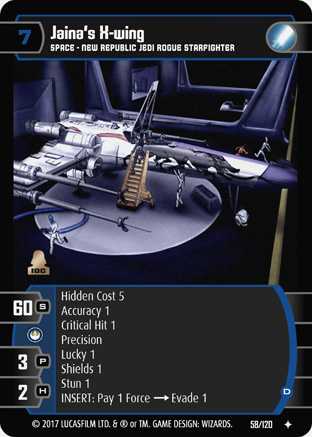 7
Jaina's X-wing
SPACE - NEW REPUBLIC JEDI ROGUE STARFIGHTER
IDC
60 S
3 P
2 H
Hidden Cost 5
Accuracy 1
Critical Hit 1
Precision
Lucky 1
Shields 1
Stun 1
INSERT: Pay 1 Force → Evade 1
D
© 2017 LUCASFILM LTD. & ® or TM. GAME DESIGN: WIZARDS.
58/120